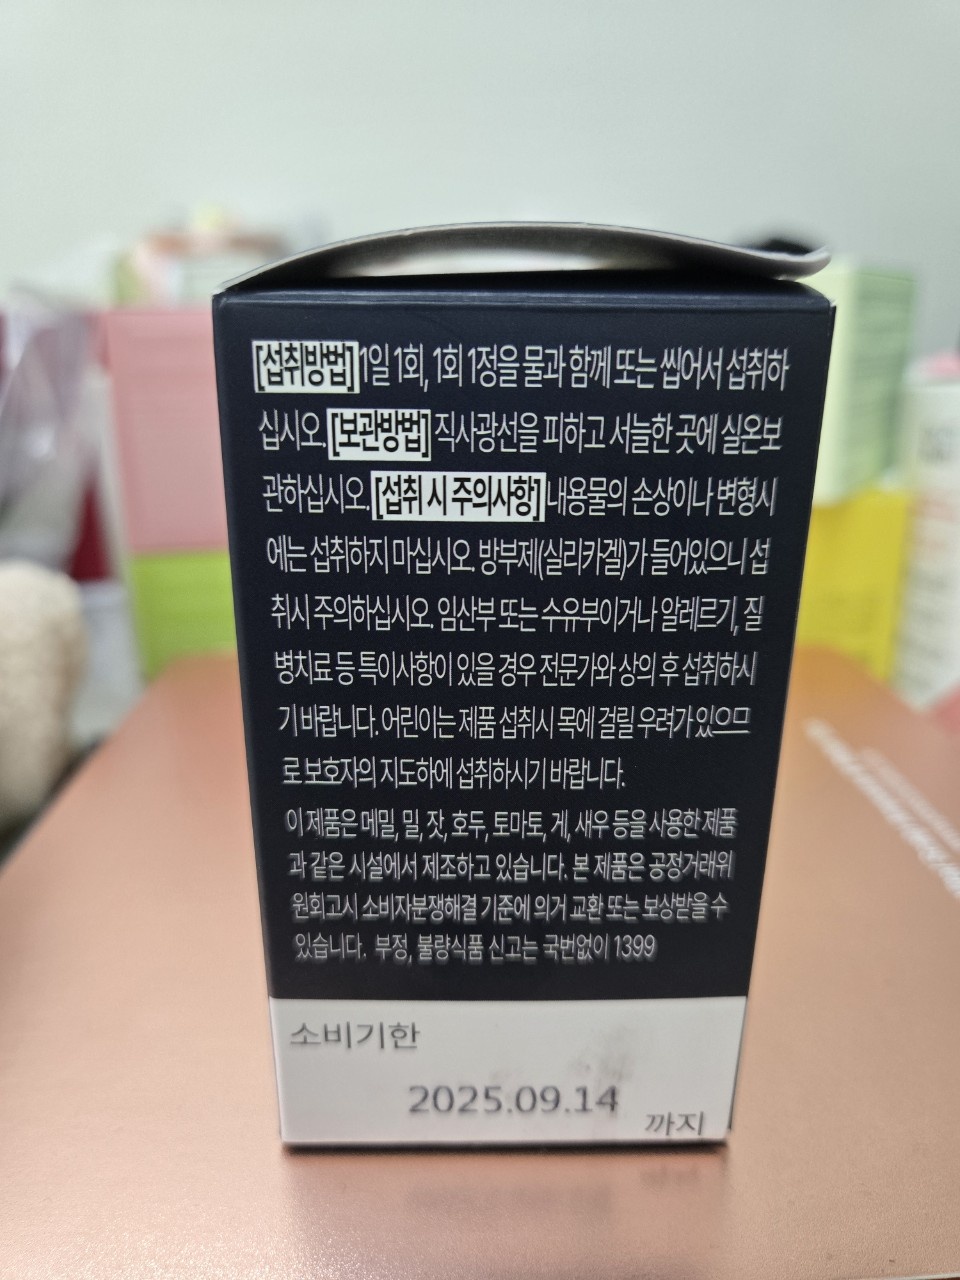 [섭취방법]1일 1회, 1회 1정을 물과 함께 또는 씹어서 섭취하
십시오. [보관방법] 직사광선을 피하고 서늘한 곳에 실온보
관하십시오. [섭취 시 주의사항] 내용물의 손상이나 변형시
에는 섭취하지 마십시오. 방부제(실리카겔)가 들어있으니 섭
취시 주의하십시오. 임산부 또는 수유부이거나 알레르기, 질
병치료 등 특이사항이 있을 경우 전문가와 상의 후 섭취하시
기 바랍니다. 어린이는 제품 섭취시 목에 걸릴 우려가 있으므
로 보호자의 지도하에 섭취하시기 바랍니다.
이 제품은 메밀, 밀, 잣, 호두, 토마토, 게, 새우 등을 사용한 제품
과 같은 시설에서 제조하고 있습니다. 본 제품은 공정거래위
원회고시 소비자분쟁해결 기준에 의거 교환 또는 보상받을 수
있습니다. 부정, 불량식품 신고는 국번없이 1399
소비기한
2025.09.14
까지